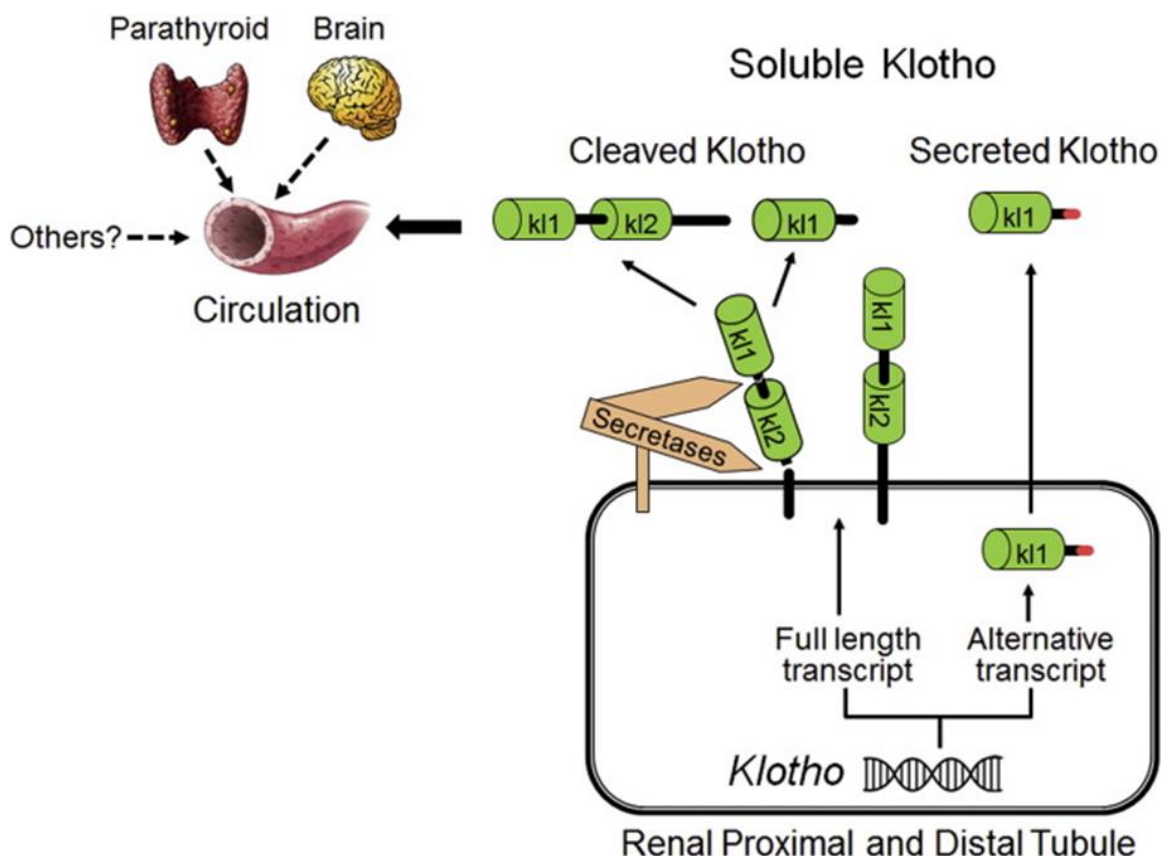 Parathyroid
Brain
Soluble Klotho
Cleaved Klotho
Secreted Klotho
kl1
kl2
kl1
kl1
Others?
Circulation
kl1
kl2
kl1
kl2
Secretases
kl1
Full length
transcript
Alternative
transcript
Klotho
Renal Proximal and Distal Tubule